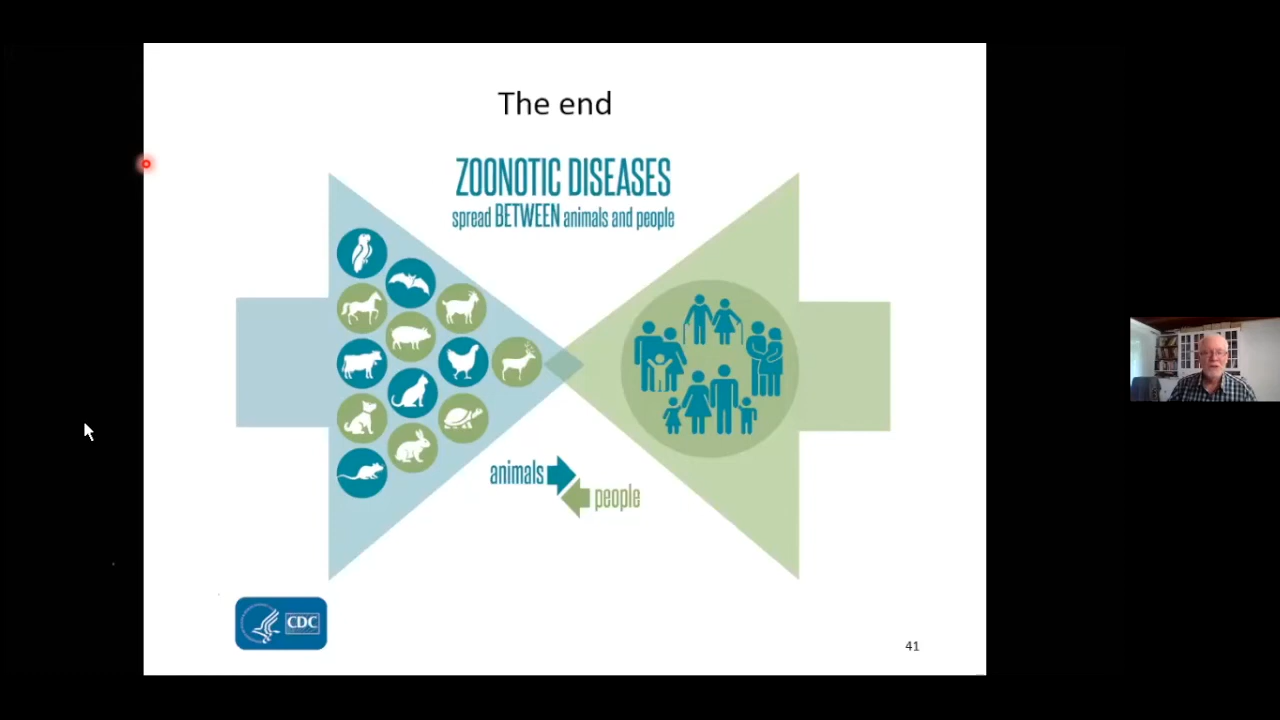 The end
ZOONOTIC DISEASES
spread BETWEEN animals and people
animals
people
CDC
41